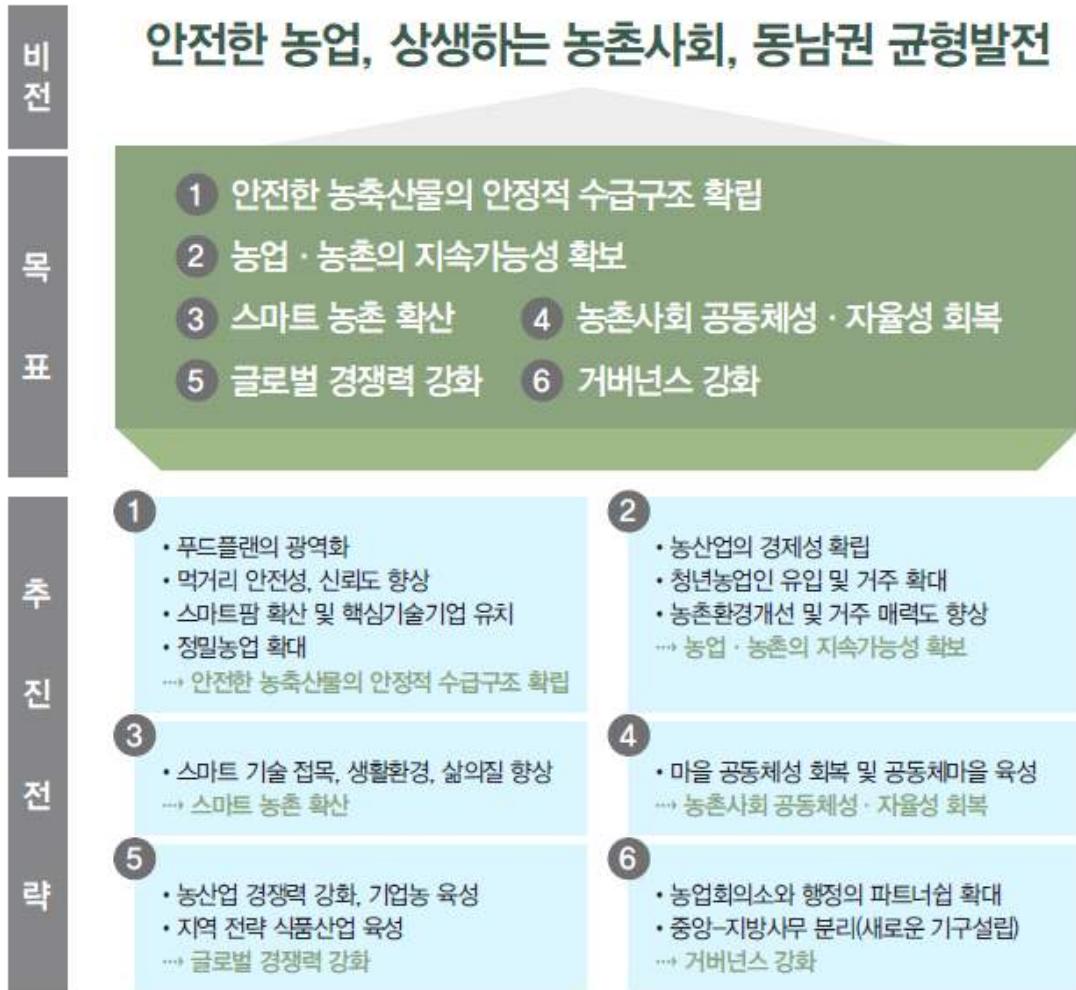 비전
안전한 농업, 상생하는 농촌사회, 동남권 균형발전
목표
1 안전한 농축산물의 안정적 수급구조 확립
2 농업 · 농촌의 지속가능성 확보
3 스마트 농촌 확산
4 농촌사회 공동체성 · 자율성 회복
5 글로벌 경쟁력 강화
6 거버넌스 강화
추진전략
1
• 푸드플랜의 광역화
• 먹거리 안전성, 신뢰도 향상
• 스마트팜 확산 및 핵심기술기업 유치
• 정밀농업 확대
⋯→ 안전한 농축산물의 안정적 수급구조 확립
2
• 농산업의 경제성 확립
• 청년농업인 유입 및 거주 확대
• 농촌환경개선 및 거주 매력도 향상
⋯→ 농업 · 농촌의 지속가능성 확보
3
• 스마트 기술 접목, 생활환경, 삶의질 향상
⋯→ 스마트 농촌 확산
4
• 마을 공동체성 회복 및 공동체마을 육성
⋯→ 농촌사회 공동체성 · 자율성 회복
5
• 농산업 경쟁력 강화, 기업농 육성
• 지역 전략 식품산업 육성
⋯→ 글로벌 경쟁력 강화
6
• 농업회의소와 행정의 파트너쉽 확대
• 중앙-지방사무 분리(새로운 기구설립)
⋯→ 거버넌스 강화